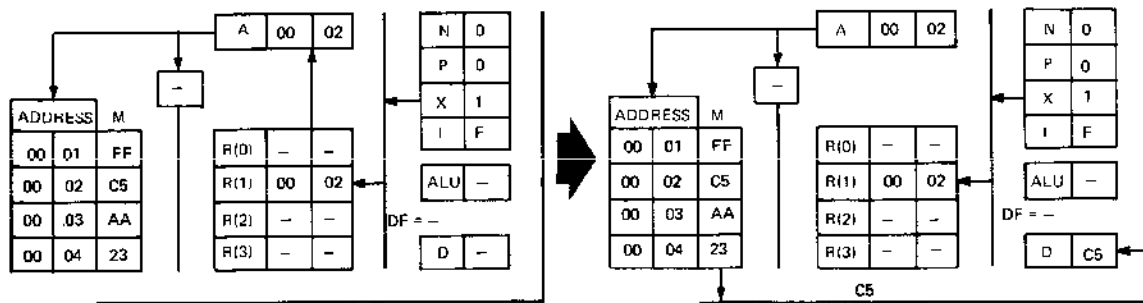 A 00 02
ADDRESS M
00 01 FF
00 02 C5
00 03 AA
00 04 23
R(0) – –
R(1) 00 02
R(2) – –
R(3) – –
N 0
P 0
X 1
I F
ALU –
DF = –
D –
A 00 02
ADDRESS M
00 01 FF
00 02 C5
00 03 AA
00 04 23
R(0) – –
R(1) 00 02
R(2) – –
R(3) – –
N 0
P 0
X 1
I F
ALU –
DF = –
D C5
C5